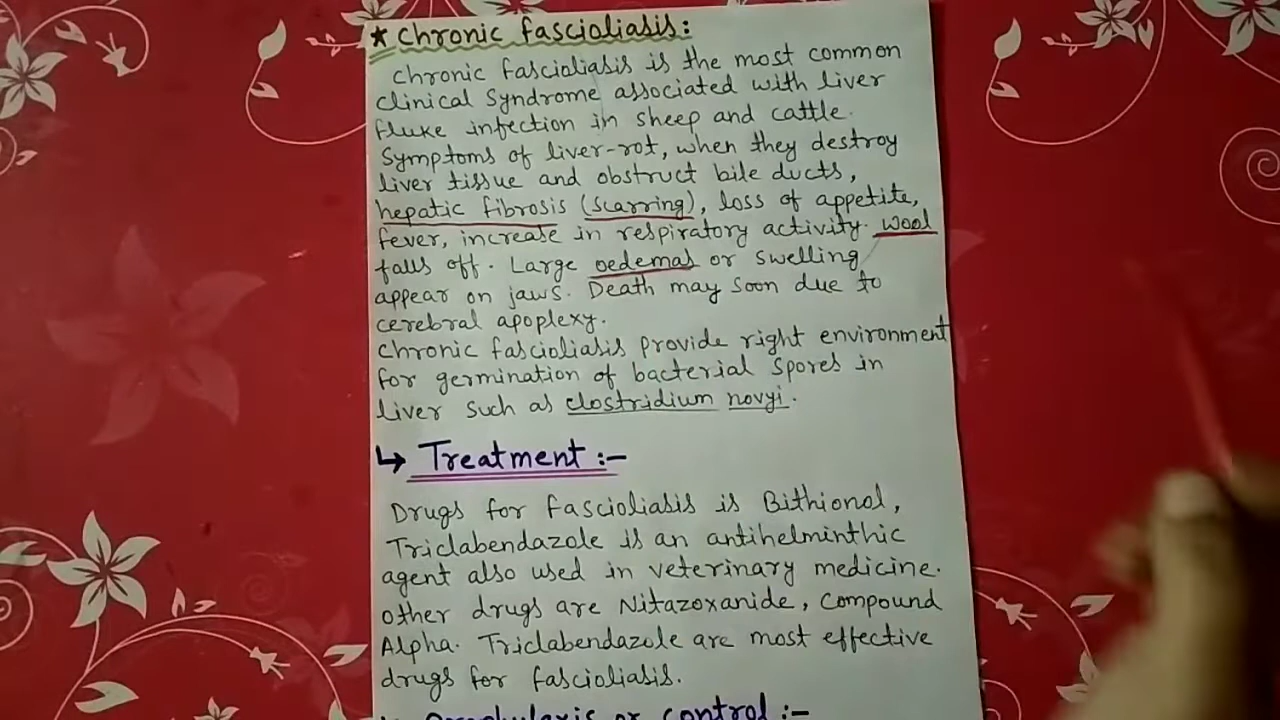 * Chronic fascioliasis:
Chronic fascioliasis is the most common
clinical Syndrome associated with liver
fluke infection in sheep and cattle.
Symptoms of liver-rot, when they destroy
liver tissue and obstruct bile ducts,
hepatic fibrosis (scarring), loss of appetite,
fever, increase in respiratory activity. wool
falls off. Large oedemas or swelling
appear on jaws. Death may soon due to
cerebral apoplexy.
Chronic fascioliasis provide right environment
for germination of bacterial spores in
liver such as clostridium novyi.
↳ Treatment :-
Drugs for fascioliasis is Bithionol,
Triclabendazole is an antihelminthic
agent also used in veterinary medicine.
other drugs are Nitazoxanide, Compound
Alpha. Triclabendazole are most effective
drugs for fascioliasis.
or control :-